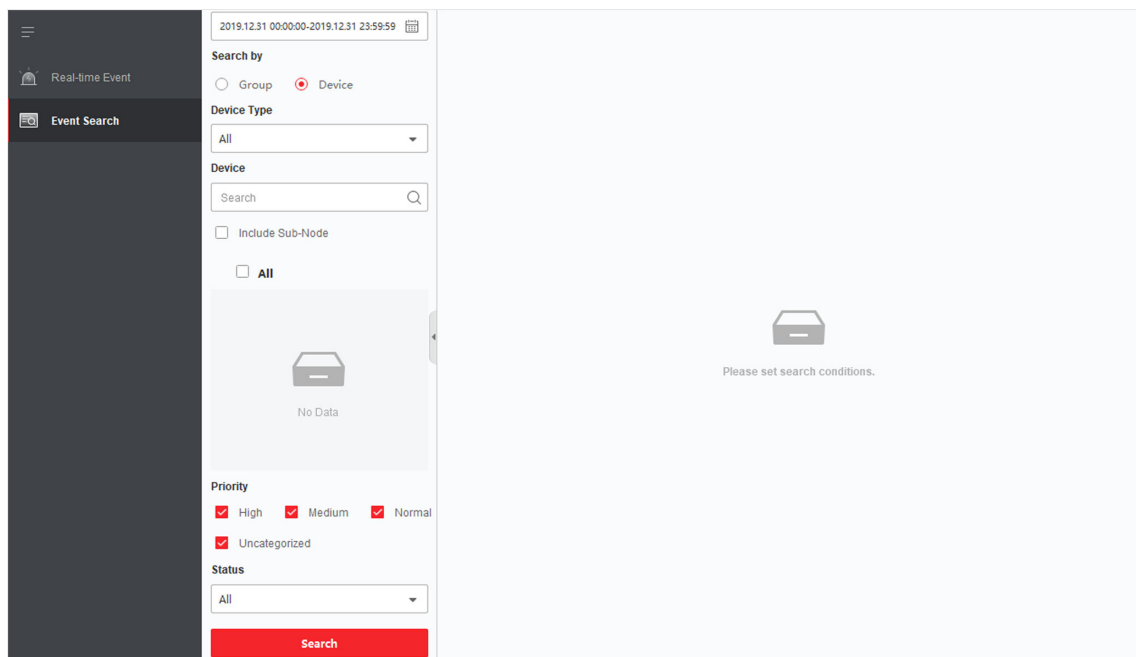 2019.12.31 00:00:00-2019.12.31 23:59:59
Search by
Group Device
Device Type
All
Device
Search
Include Sub-Node
All
No Data
Priority
High Medium Normal
Uncategorized
Status
All
Search
Real-time Event
Event Search
Please set search conditions.